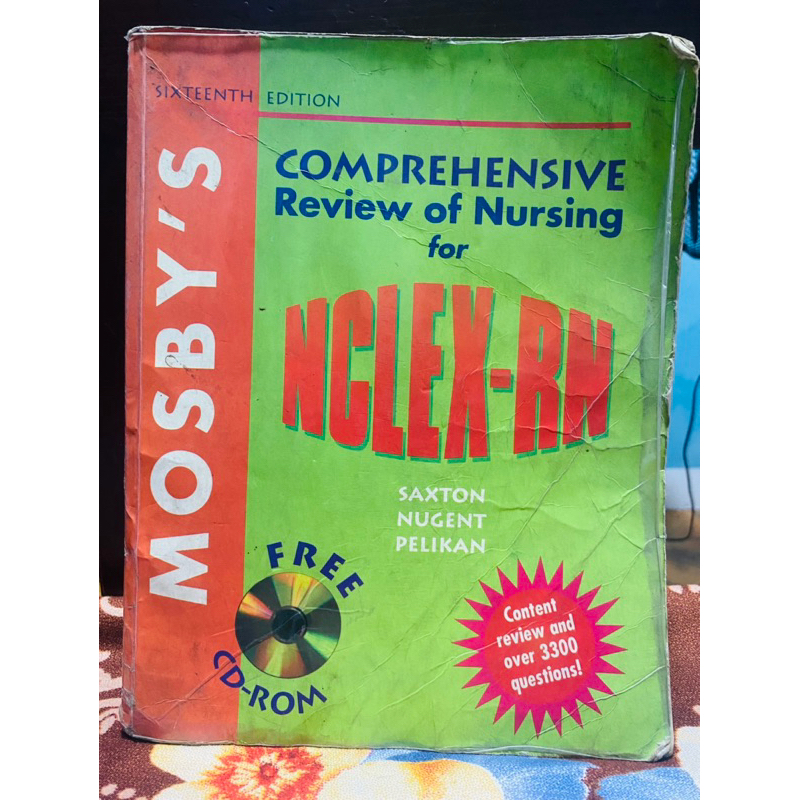 SIXTEENTH EDITION
MOSBY'S
COMPREHENSIVE
Review of Nursing
for
NCLEX-RN
SAXTON
NUGENT
PELIKAN
FREE
CD-ROM
Content
review and
over 3300
questions!